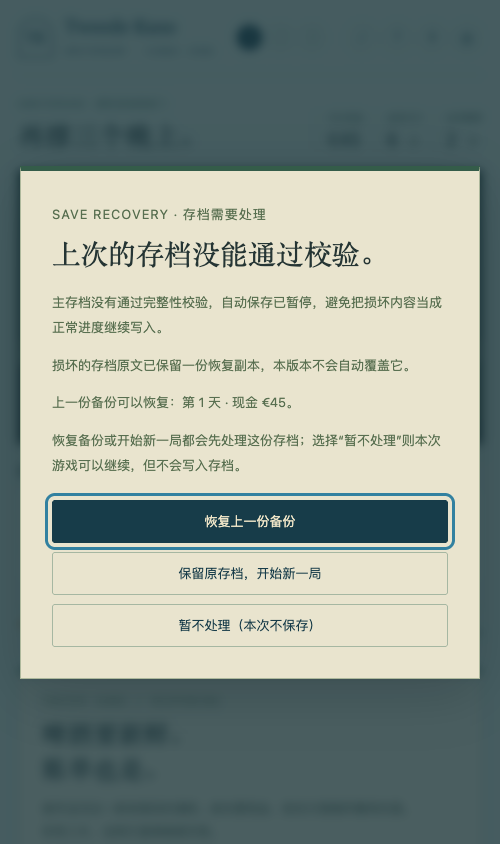 SAVE RECOVERY · 存档需要处理
上次的存档没能通过校验。
主存档没有通过完整性校验，自动保存已暂停，避免把损坏内容当成
正常进度继续写入。
损坏的存档原文已保留一份恢复副本，本版本不会自动覆盖它。
上一份备份可以恢复：第 1 天 · 现金 €45。
恢复备份或开始新一局都会先处理这份存档；选择“暂不处理”则本次
游戏可以继续，但不会写入存档。
恢复上一份备份
保留原存档，开始新一局
暂不处理（本次不保存）